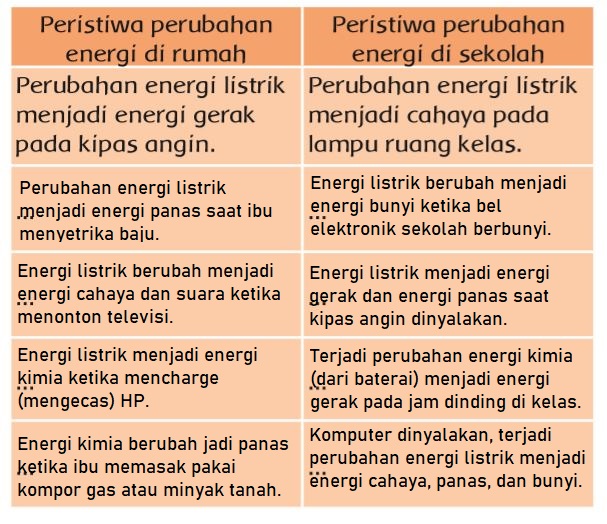 Peristiwa perubahan
energi di rumah
Peristiwa perubahan
energi di sekolah
Perubahan energi listrik
menjadi energi gerak
pada kipas angin.
Perubahan energi listrik
menjadi cahaya pada
lampu ruang kelas.
Perubahan energi listrik
menjadi energi panas saat ibu
menyetrika baju.
...
Energi listrik berubah menjadi
energi bunyi ketika bel
elektronik sekolah berbunyi.
...
Energi listrik berubah menjadi
energi cahaya dan suara ketika
menonton televisi.
...
Energi listrik menjadi energi
gerak dan energi panas saat
kipas angin dinyalakan.
...
Energi listrik menjadi energi
kimia ketika mencharge
(mengecas) HP.
...
Terjadi perubahan energi kimia
(dari baterai) menjadi energi
gerak pada jam dinding di kelas.
...
Energi kimia berubah jadi panas
ketika ibu memasak pakai
kompor gas atau minyak tanah.
...
Komputer dinyalakan, terjadi
perubahan energi listrik menjadi
energi cahaya, panas, dan bunyi.
...